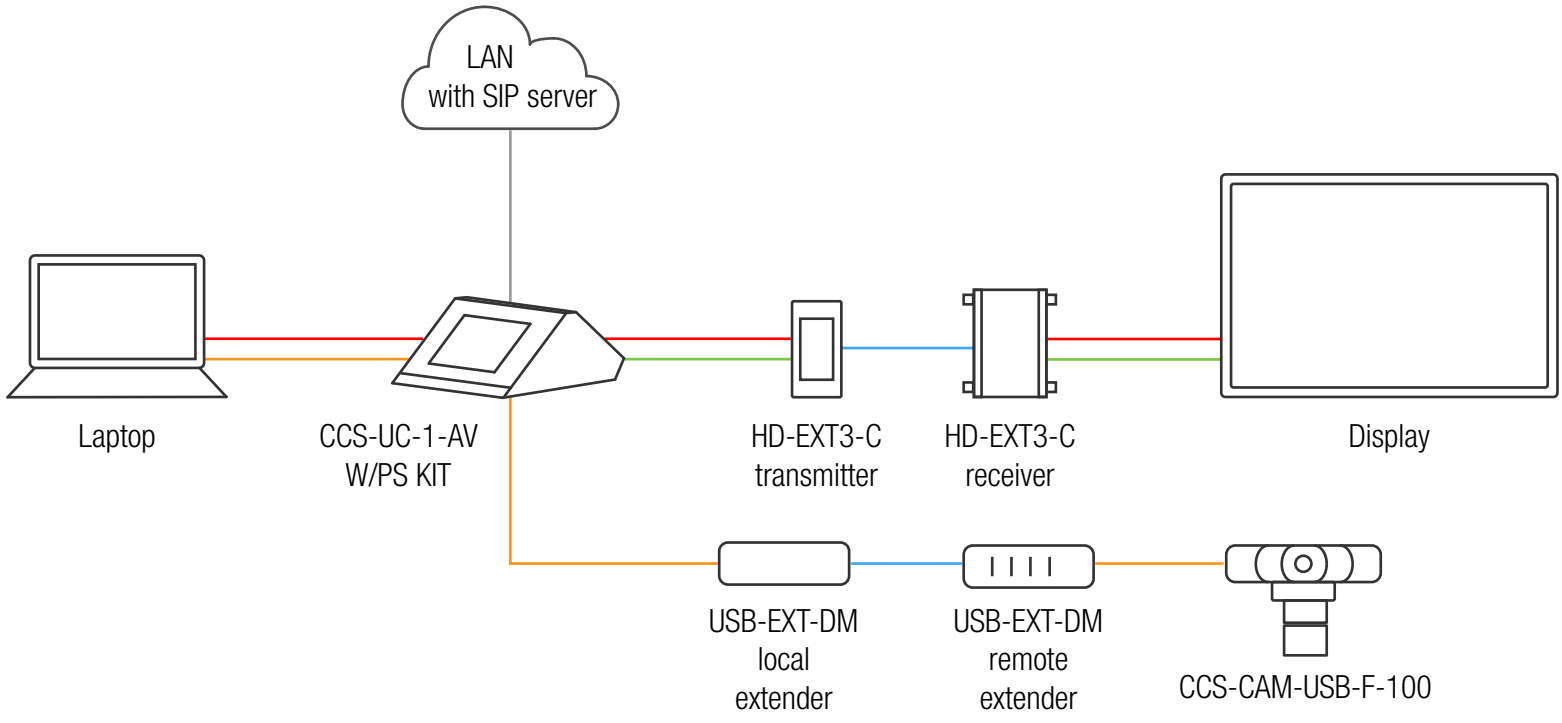 LAN
with SIP server
Laptop
CCS-UC-1-AV
W/PS KIT
HD-EXT3-C
transmitter
HD-EXT3-C
receiver
Display
USB-EXT-DM
local
extender
USB-EXT-DM
remote
extender
CCS-CAM-USB-F-100